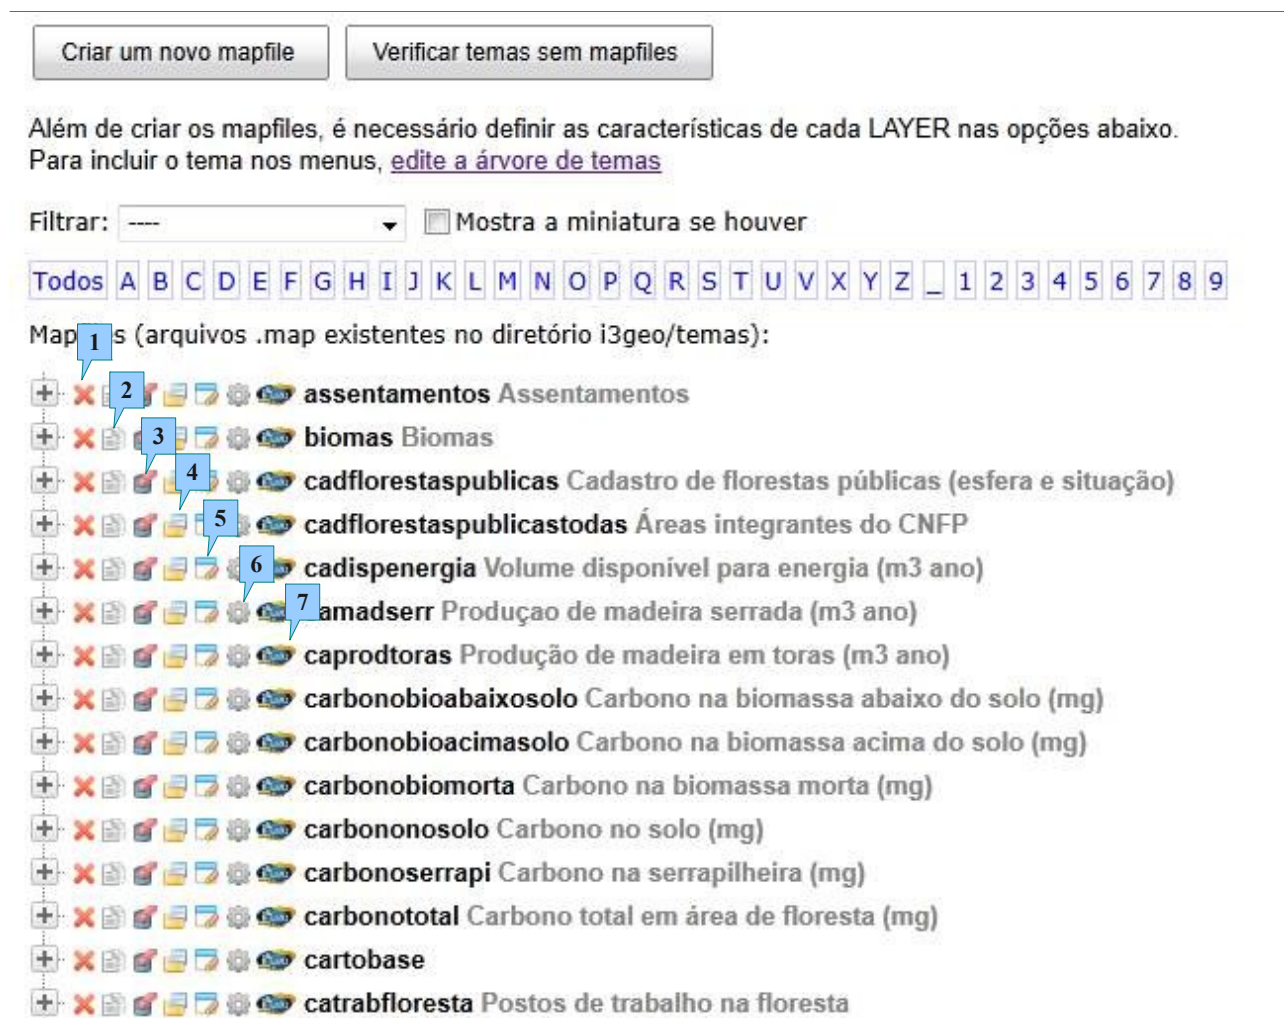 Criar um novo mapfile Verificar temas sem mapfiles
Além de criar os mapfiles, é necessário definir as características de cada LAYER nas opções abaixo.
Para incluir o tema nos menus, edite a árvore de temas
Filtrar: ---- Mostra a miniatura se houver
Todos A B C D E F G H I J K L M N O P Q R S T U V X Y Z _ 1 2 3 4 5 6 7 8 9
(arquivos .map existentes no diretório i3geo/temas):
1
2
assentamentos Assentamentos
3
biomas Biomas
4
cadflorestaspublicas Cadastro de florestas públicas (esfera e situação)
5
cadflorestaspublicastodas Áreas integrantes do CNFP
6
cadispenergia Volume disponível para energia (m3 ano)
7
amadserr Produçao de madeira serrada (m3 ano)
caprodtoras Produção de madeira em toras (m3 ano)
carbonobioabaixosolo Carbono na biomassa abaixo do solo (mg)
carbonobioacimasolo Carbono na biomassa acima do solo (mg)
carbonobiomorta Carbono na biomassa morta (mg)
carbononosolo Carbono no solo (mg)
carbonoserrapi Carbono na serrapilheira (mg)
carbonototal Carbono total em área de floresta (mg)
cartobase
catrabfloresta Postos de trabalho na floresta